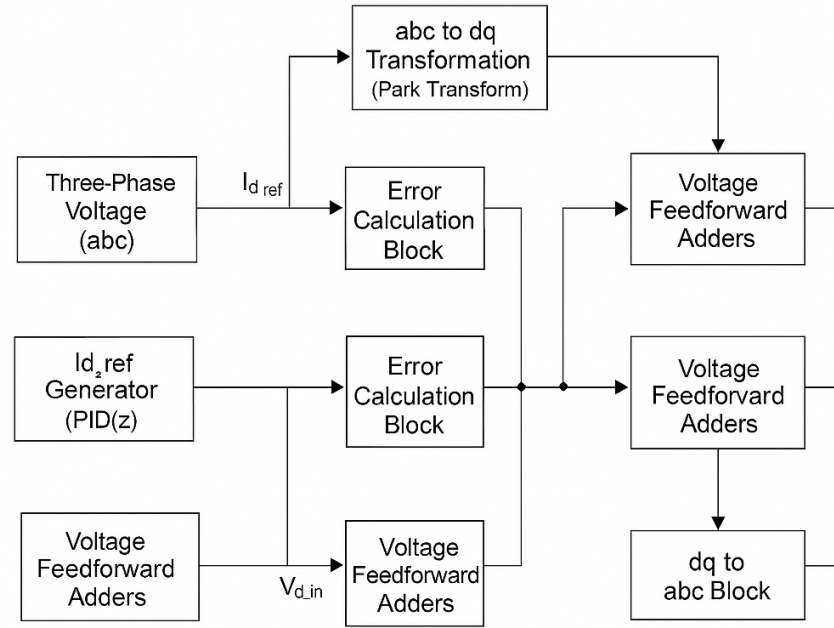 abc to dq
Transformation
(Park Transform)
Three-Phase
Voltage
(abc)
Id ref
Error
Calculation
Block
Voltage
Feedforward
Adders
Id₂ref
Generator
(PID(z)
Error
Calculation
Block
Voltage
Feedforvard
Adders
Voltage
Feedforward
Adders
Vd_in
Voltage
Feedforward
Adders
dq to
abc Block